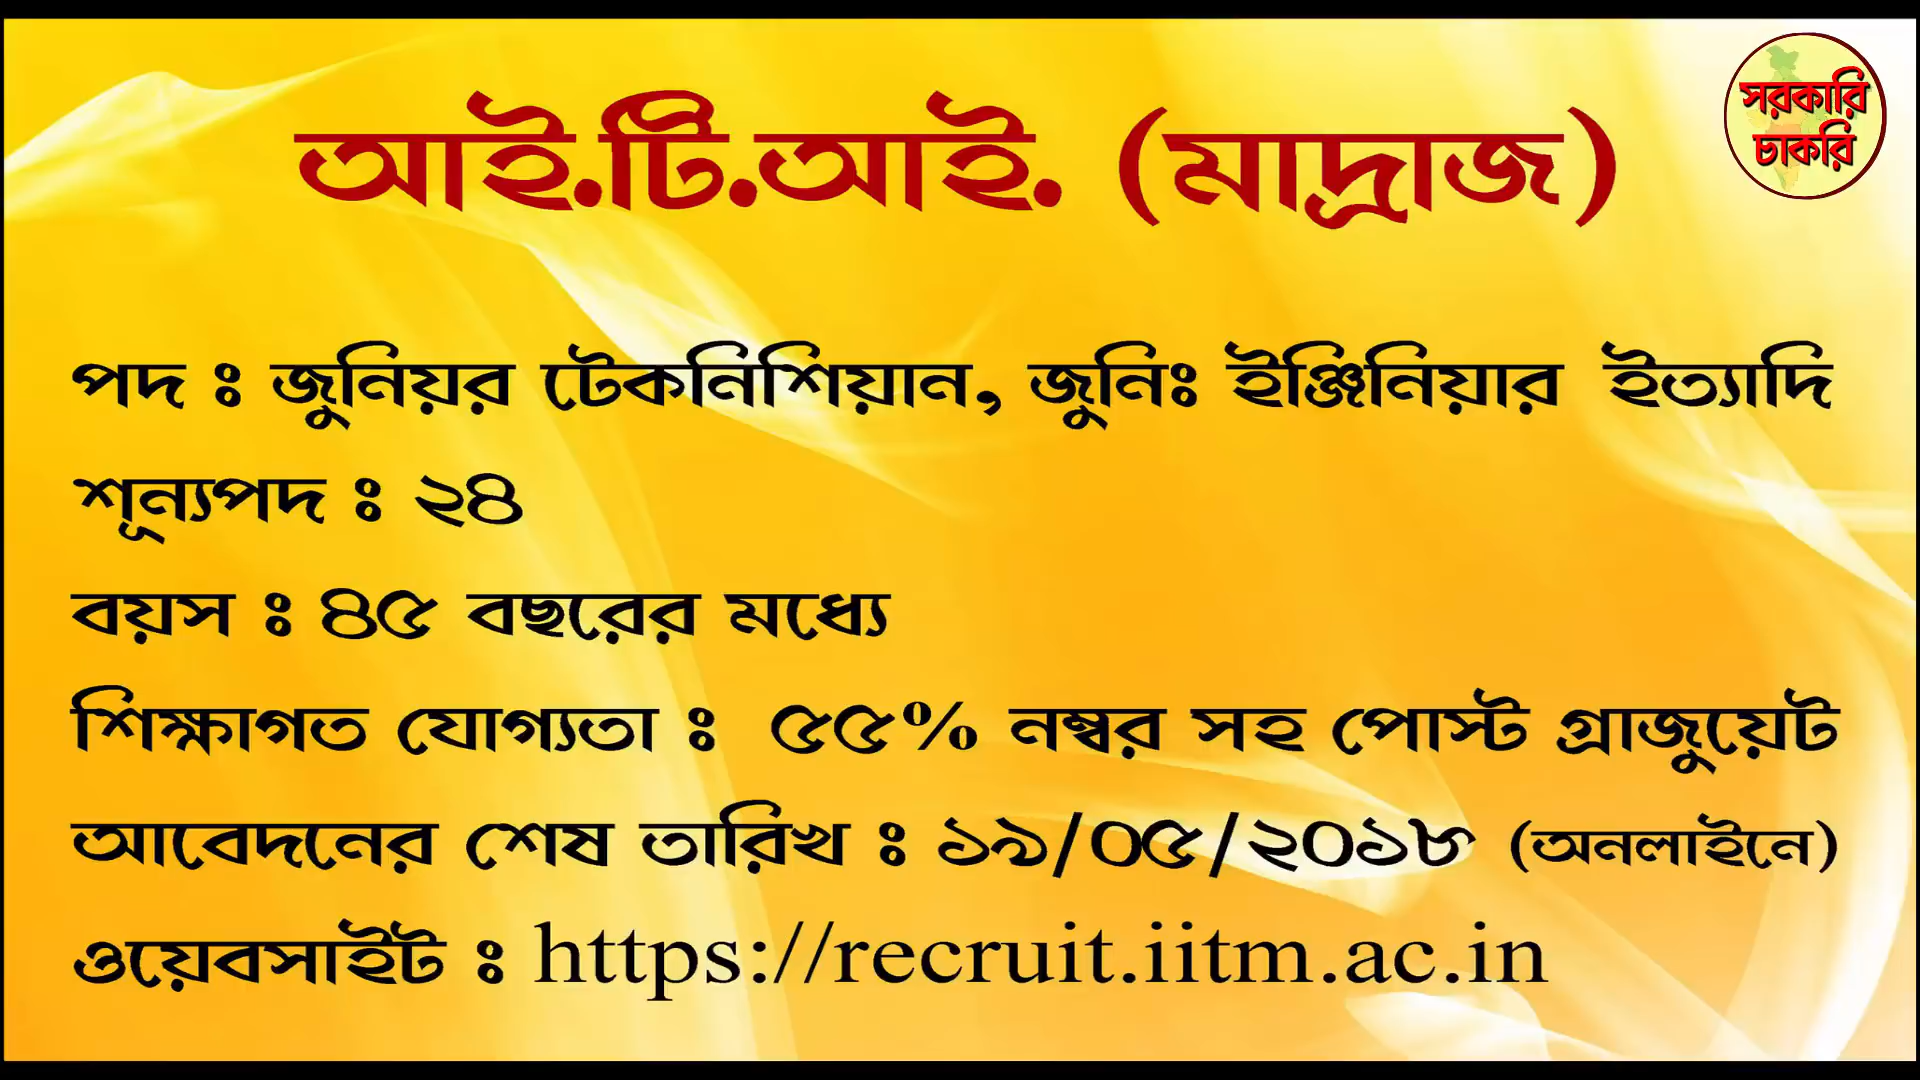 আই.টি.আই. (মাদ্রাজ)
সরকারি
চাকরি
পদ ঃ জুনিয়র টেকনিশিয়ান, জুনিঃ ইঞ্জিনিয়ার ইত্যাদি
শূন্যপদ ঃ ২৪
বয়স ঃ ৪৫ বছরের মধ্যে
শিক্ষাগত যোগ্যতা ঃ ৫৫% নম্বর সহ পোস্ট গ্রাজুয়েট
আবেদনের শেষ তারিখ ঃ ১৯/০৫/২০১৮ (অনলাইনে)
ওয়েবসাইট ঃ https://recruit.iitm.ac.in